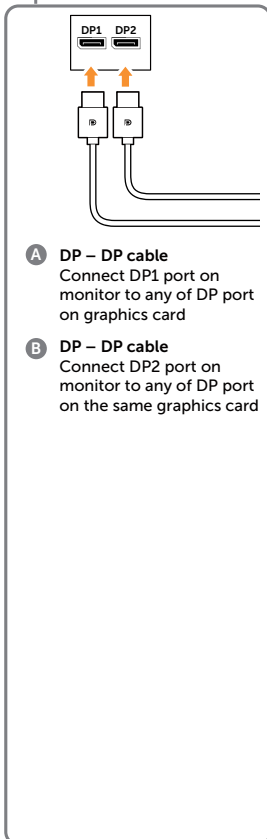 DP1 DP2
A DP – DP cable
Connect DP1 port on
monitor to any of DP port
on graphics card
B DP – DP cable
Connect DP2 port on
monitor to any of DP port
on the same graphics card